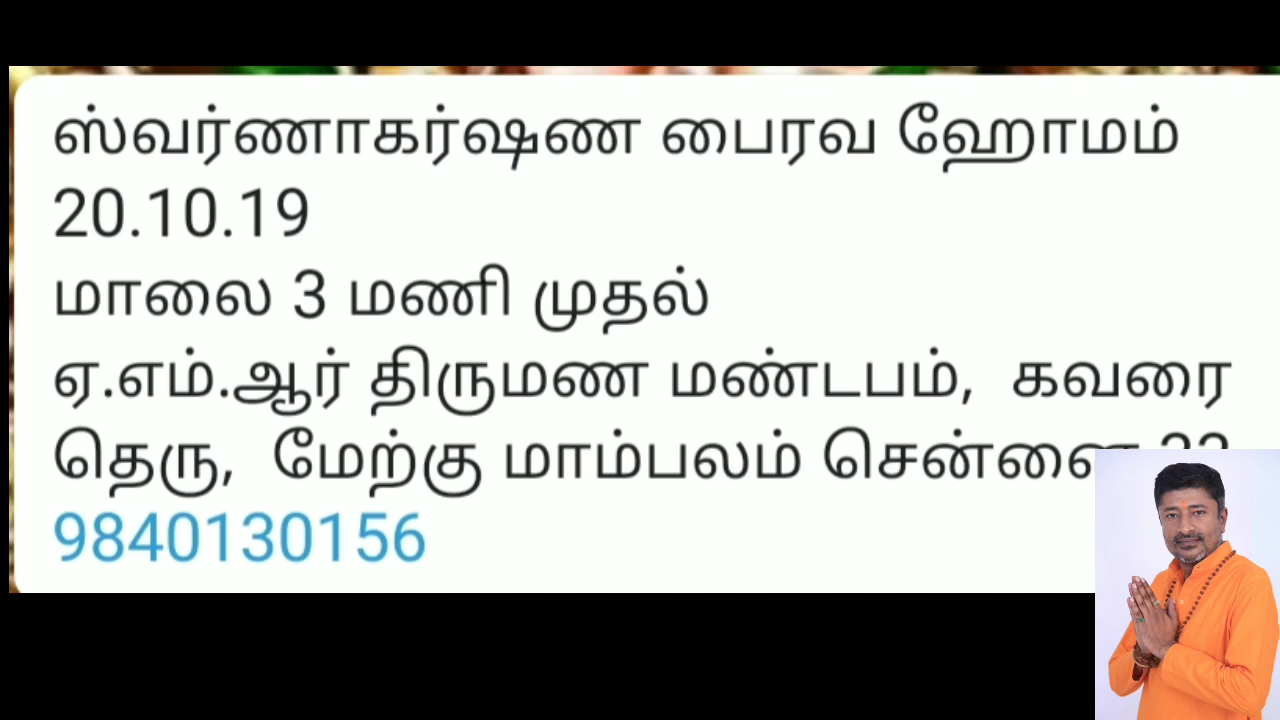 ஸ்வர்ணாகர்ஷண பைரவ ஹோமம்
20.10.19
மாலை 3 மணி முதல்
ஏ.எம்.ஆர் திருமண மண்டபம், கவரை
தெரு, மேற்கு மாம்பலம் சென்னை
9840130156